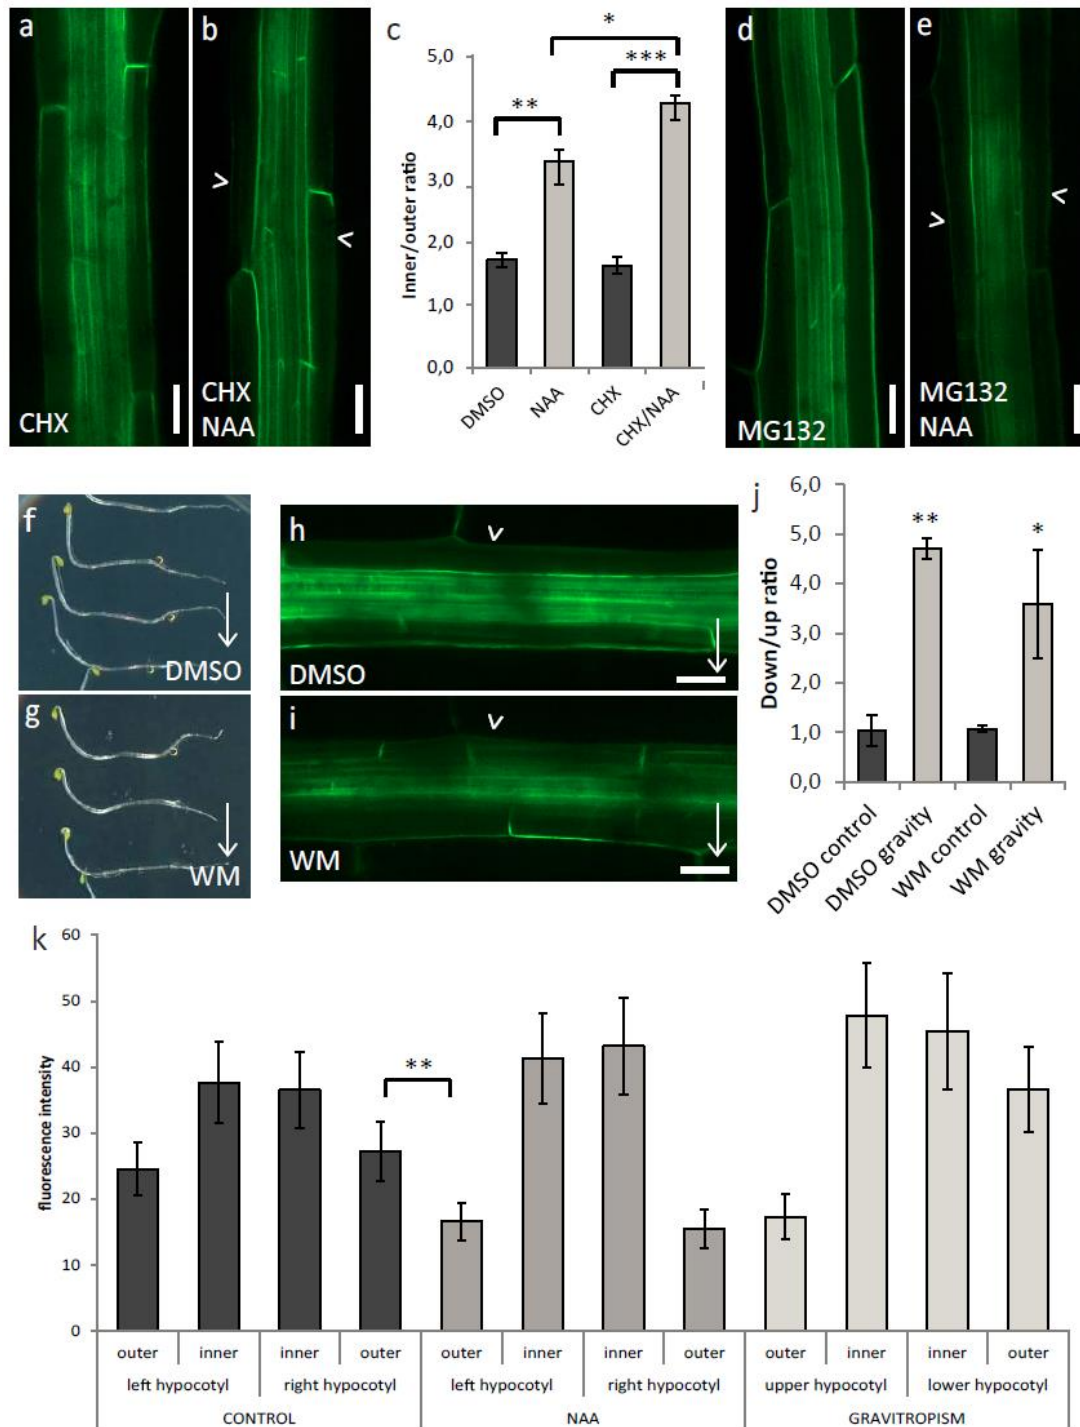 a
CHX
b
CHX
NAA
c
Inner/outer ratio
5,0
4,0
3,0
2,0
1,0
0,0
**
*
***
DMSO
NAA
CHX
CHX/NAA
d
MG132
e
MG132
NAA
f
DMSO
g
WM
h
DMSO
i
WM
j
Down/up ratio
6,0
5,0
4,0
3,0
2,0
1,0
0,0
**
*
DMSO control
DMSO gravity
WM control
WM gravity
k
fluorescence intensity
60
50
40
30
20
10
0
**
outer inner inner outer outer inner inner outer outer inner inner outer
left hypocotyl right hypocotyl left hypocotyl right hypocotyl upper hypocotyl lower hypocotyl
CONTROL NAA GRAVITROPISM